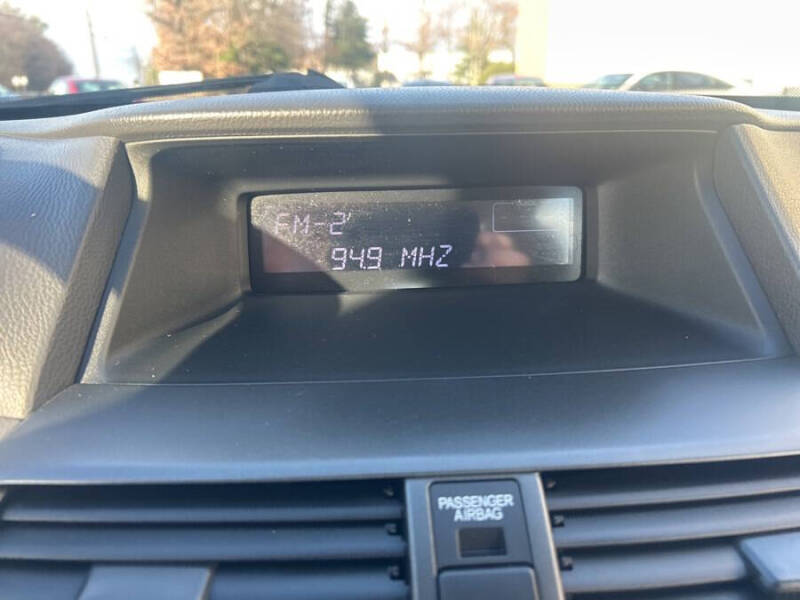 FM-2
94.9 MHZ
PASSENGER
AIRBAG